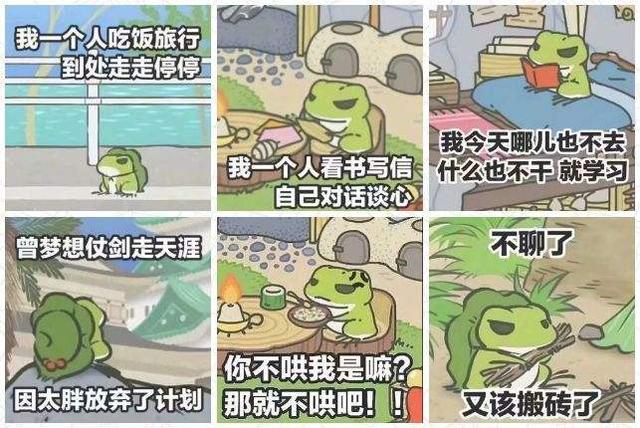 我一个人吃饭旅行
到处走走停停
我一个人看书写信
自己对话谈心
我今天哪儿也不去
什么也不干 就学习
曾梦想仗剑走天涯
因太胖放弃了计划
你不哄我是嘛?
那就不哄吧!!
不聊了
又该搬砖了